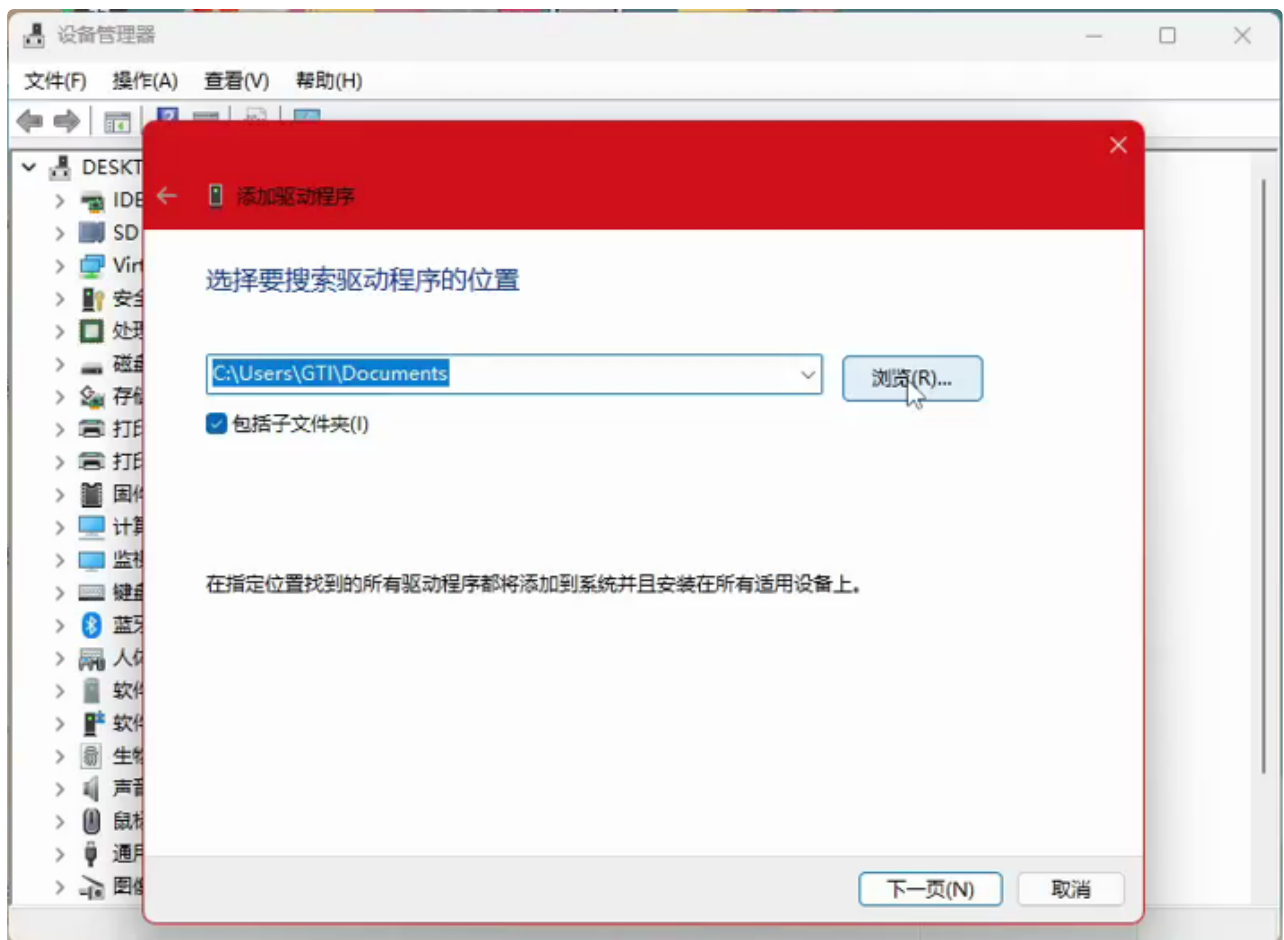 设备管理器
文件(F) 操作(A) 查看(V) 帮助(H)
添加驱动程序
选择要搜索驱动程序的位置
C:\Users\GTI\Documents
浏览(R)...
包括子文件夹(I)
在指定位置找到的所有驱动程序都将添加到系统并且安装在所有适用设备上。
下一页(N) 取消
DESKT
IDE
SD
Virt
安全
处理
磁盘
存储
打印
打印
固件
计算
监视
键盘
蓝牙
人体
软件
软件
生物
声音
鼠标
通用
图像